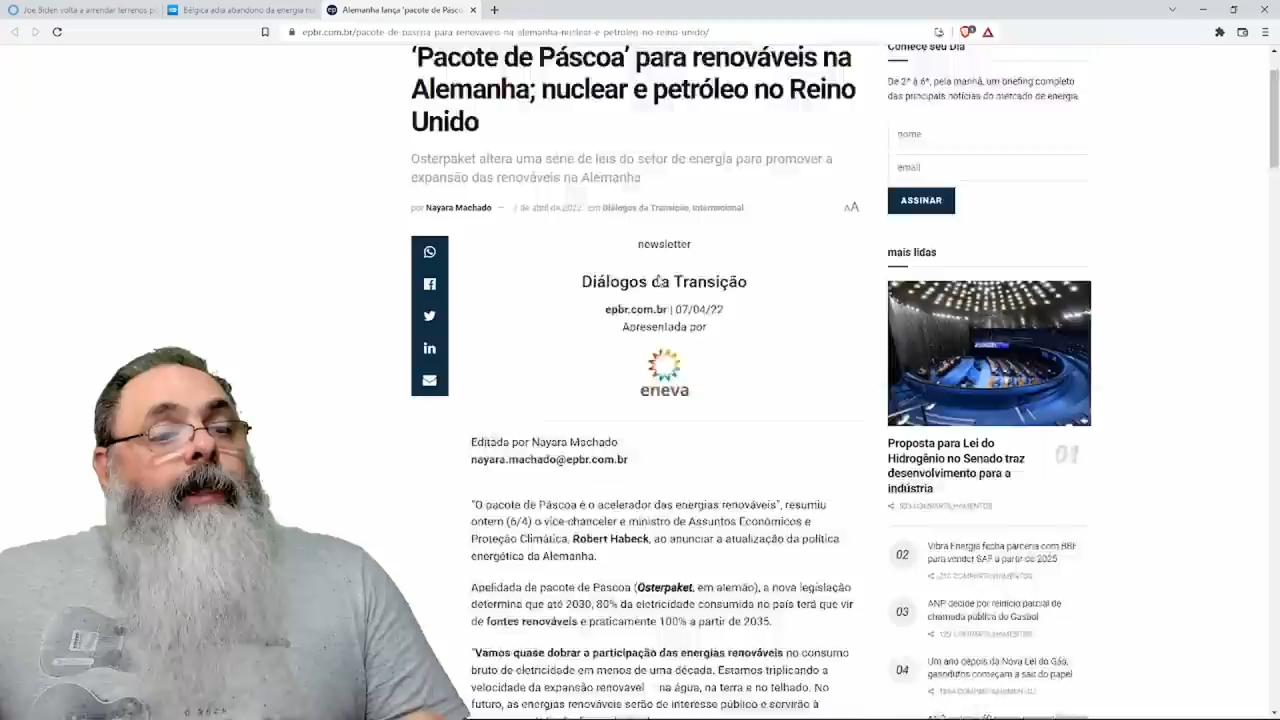 Joe Biden volta a arrendar terrenos p
Bélgica adia abandono da energia nu
Alemanha lança 'pacote de Pásco
epbr.com.br/pacote-de-pascoa-para-renovaveis-na-alemanha-nuclear-e-petroleo-no-reino-unido/
'Pacote de Páscoa' para renováveis na
Alemanha; nuclear e petróleo no Reino
Unido
Osterpaket altera uma série de leis do setor de energia para promover a
expansão das renováveis na Alemanha
por Nayara Machado — 7 de abril de 2022 em Diálogos da Transição, Internacional
AA
newsletter
Diálogos da Transição
epbr.com.br | 07/04/22
Apresentada por
eneva
Editada por Nayara Machado
nayara.machado@epbr.com.br
"O pacote de Páscoa é o acelerador das energias renováveis", resumiu
ontem (6/4) o vice-chanceler e ministro de Assuntos Econômicos e
Proteção Climática, Robert Habeck, ao anunciar a atualização da política
energética da Alemanha.
Apelidada de pacote de Páscoa (Osterpaket, em alemão), a nova legislação
determina que até 2030, 80% da eletricidade consumida no país terá que vir
de fontes renováveis e praticamente 100% a partir de 2035.
"Vamos quase dobrar a participação das energias renováveis no consumo
bruto de eletricidade em menos de uma década. Estamos triplicando a
velocidade da expansão renovável na água, na terra e no telhado. No
futuro, as energias renováveis serão de interesse público e servirão à
Comece seu Dia
De 2ª à 6ª, pela manhã, um briefing completo
das principais notícias do mercado de energia
nome
email
ASSINAR
mais lidas
Proposta para Lei do
Hidrogênio no Senado traz
desenvolvimento para a
indústria
01
COMPARTILHAMENTOS
02
Vibra Energia fecha parceria com BBF
para vender SAF a partir de 2025
COMPARTILHAMENTOS
03
ANP decide por reinício parcial de
chamada pública do Gasbol
COMPARTILHAMENTOS
04
Um ano depois da Nova Lei do Gás,
gasodutos começam a sair do papel
COMPARTILHAMENTOS